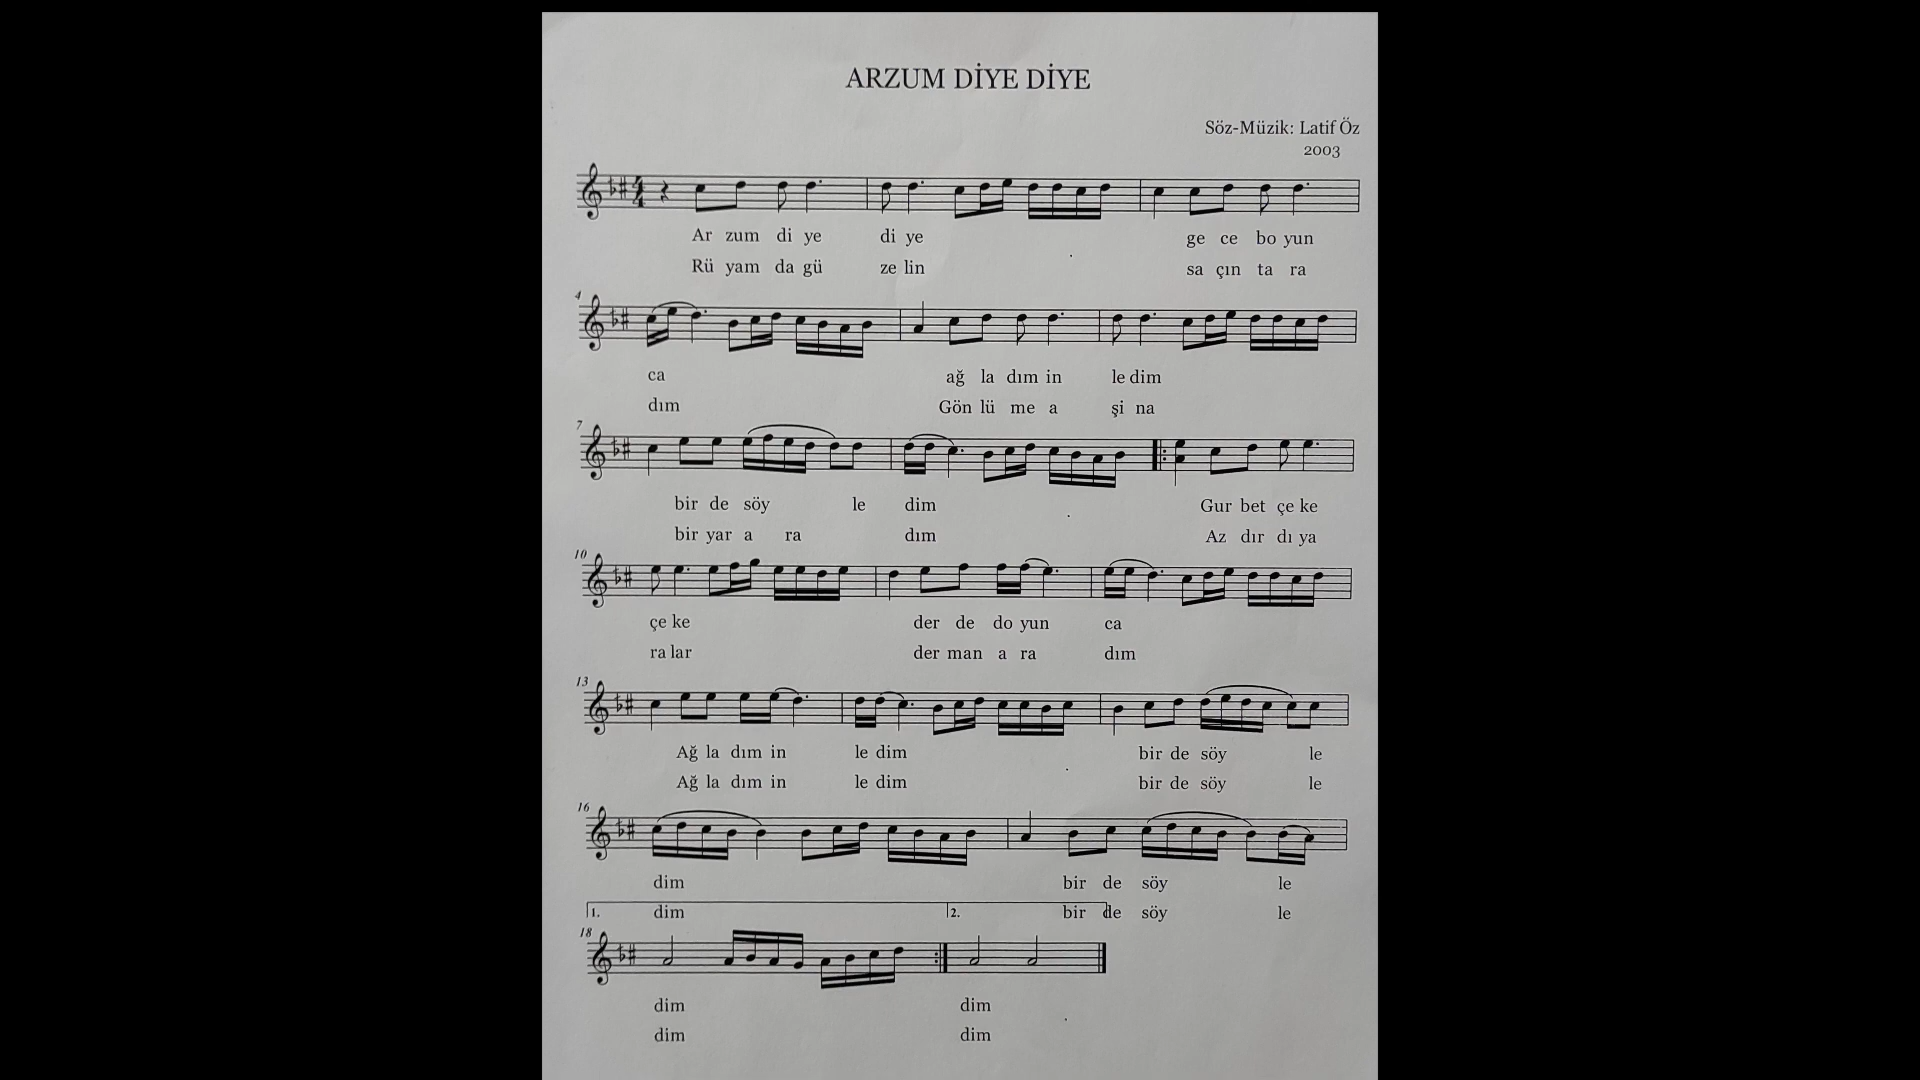 ARZUM DİYE DİYE
Söz-Müzik: Latif Öz
2003
Ar zum di ye di ye ge ce bo yun
Rü yam da gü ze lin sa çın ta ra
4
ca ağ la dım in le dim
dım Gön lü me a şi na
7
bir de söy le dim Gur bet çe ke
bir yar a ra dım Az dır dı ya
10
çe ke der de do yun ca
ra lar der man a ra dım
13
Ağ la dım in le dim bir de söy le
Ağ la dım in le dim bir de söy le
16
dim bir de söy le
dim bir de söy le
1. 2.
18
dim dim
dim dim